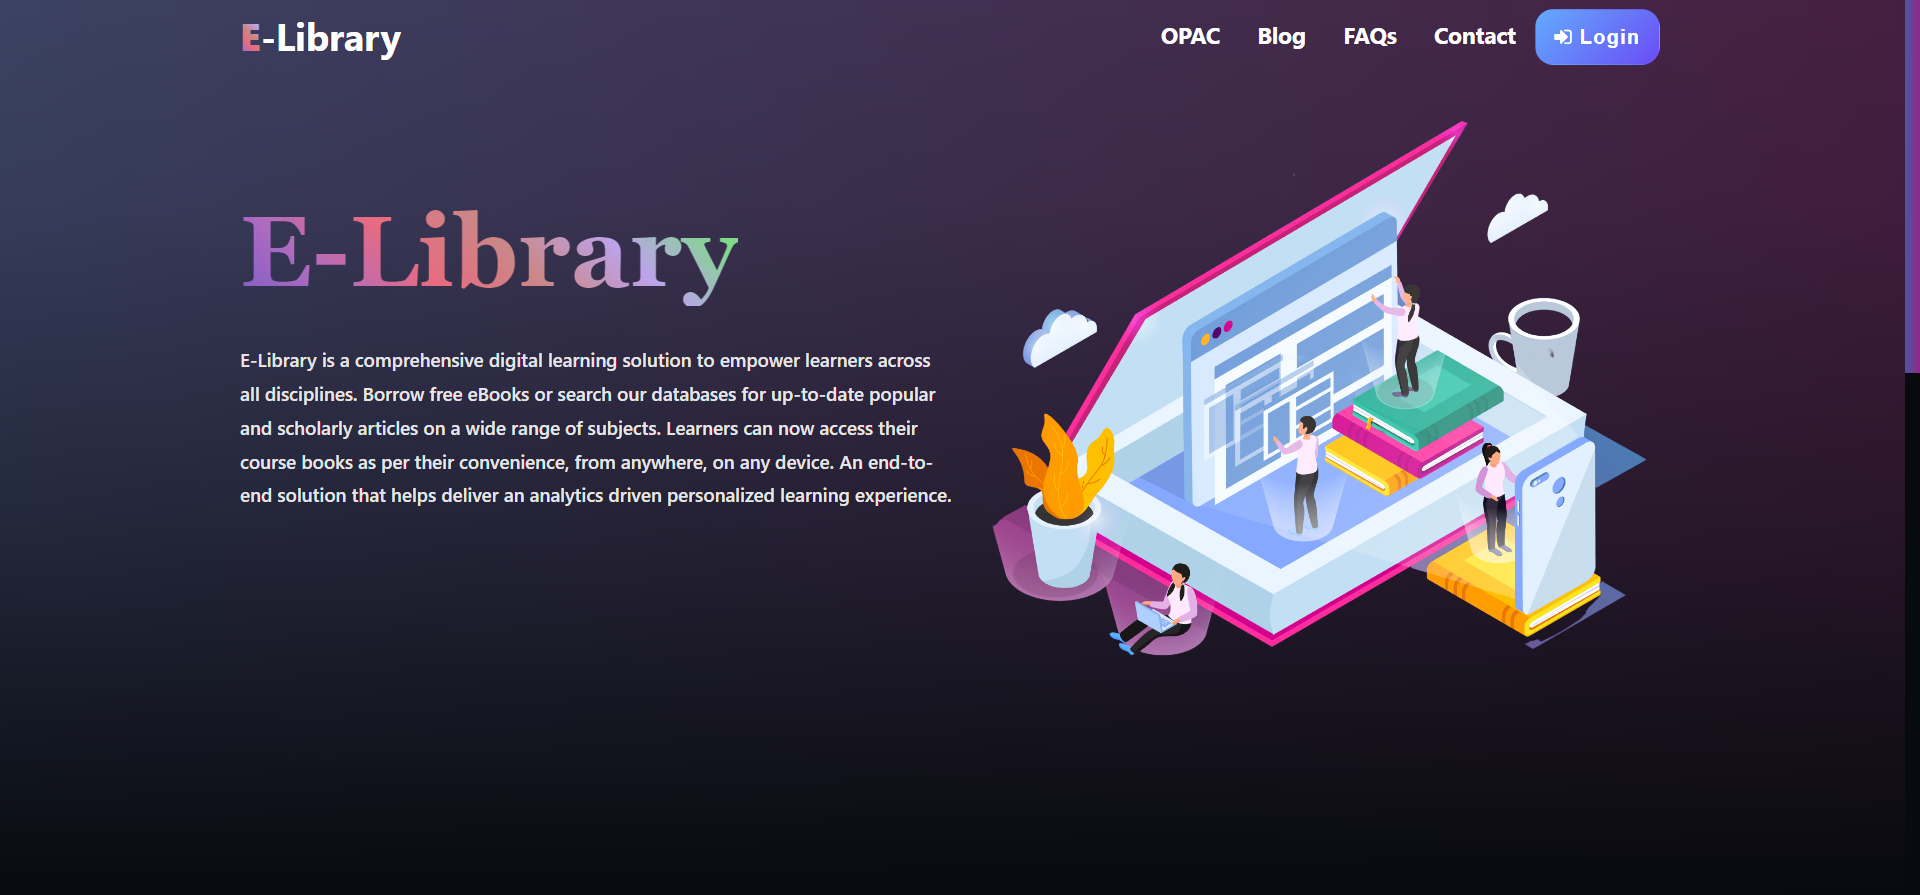 E-Library
OPAC Blog FAQs Contact Login
E-Library
E-Library is a comprehensive digital learning solution to empower learners across
all disciplines. Borrow free eBooks or search our databases for up-to-date popular
and scholarly articles on a wide range of subjects. Learners can now access their
course books as per their convenience, from anywhere, on any device. An end-to-
end solution that helps deliver an analytics driven personalized learning experience.